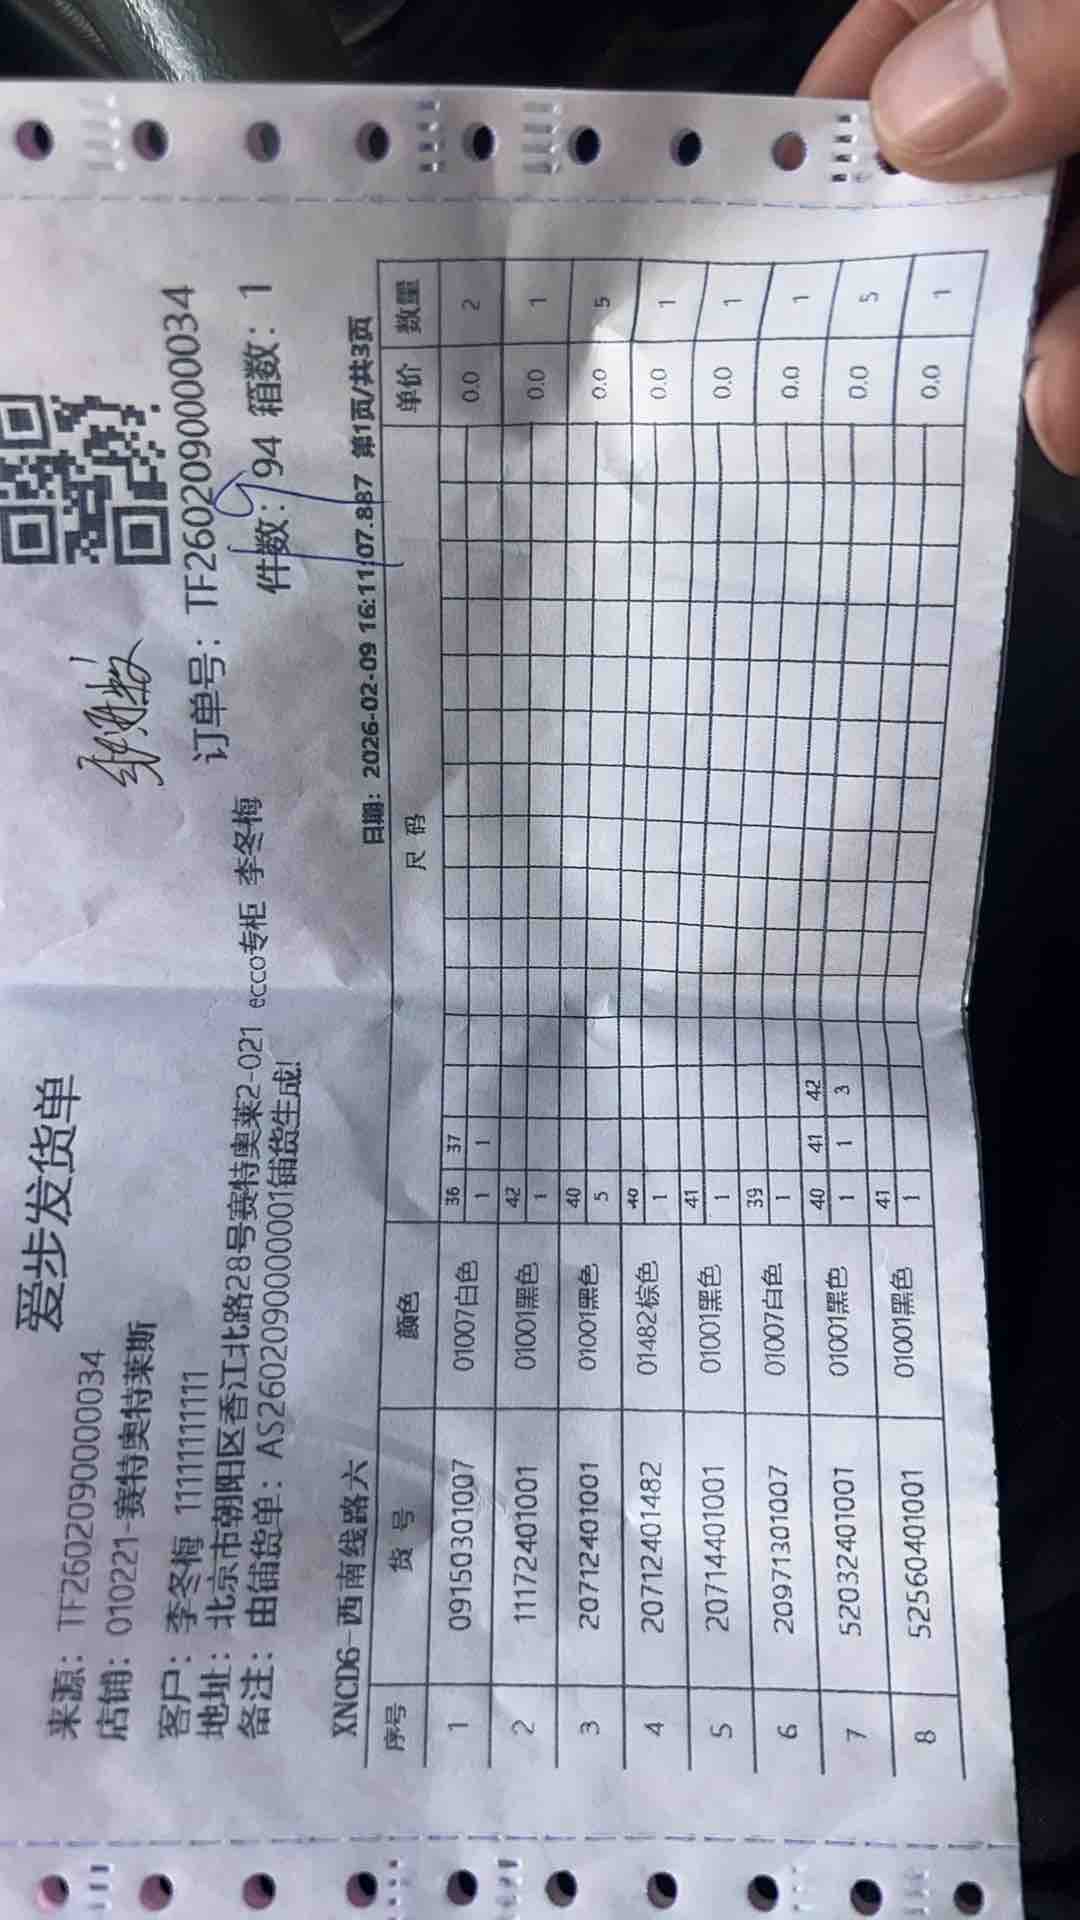 爱步发货单
来源：TF260209000034
店铺：010221-赛特奥特莱斯
客户：李冬梅 11111111111 订单号：TF260209000034
地址：北京市朝阳区香江北路28号赛特奥莱2-021 ecco专柜 李冬梅
备注：由铺货单：AS260209000001铺货生成! 件数：94 箱数：1
XNCD6-西南线路六 日期：2026-02-09 16:11:07.887 第1页/共3页
序号 货 号 颜色 尺 码 单价 数量
36 37
1 09150301007 01007白色 1 1 0.0 2
42
2 11172401001 01001黑色 1 0.0 1
40
3 20712401001 01001黑色 5 0.0 5
40
4 20712401482 01482棕色 1 0.0 1
41
5 20714401001 01001黑色 1 0.0 1
39
6 20971301007 01007白色 1 0.0 1
40 41 42
7 52032401001 01001黑色 1 1 3 0.0 5
41
8 52560401001 01001黑色 1 0.0 1